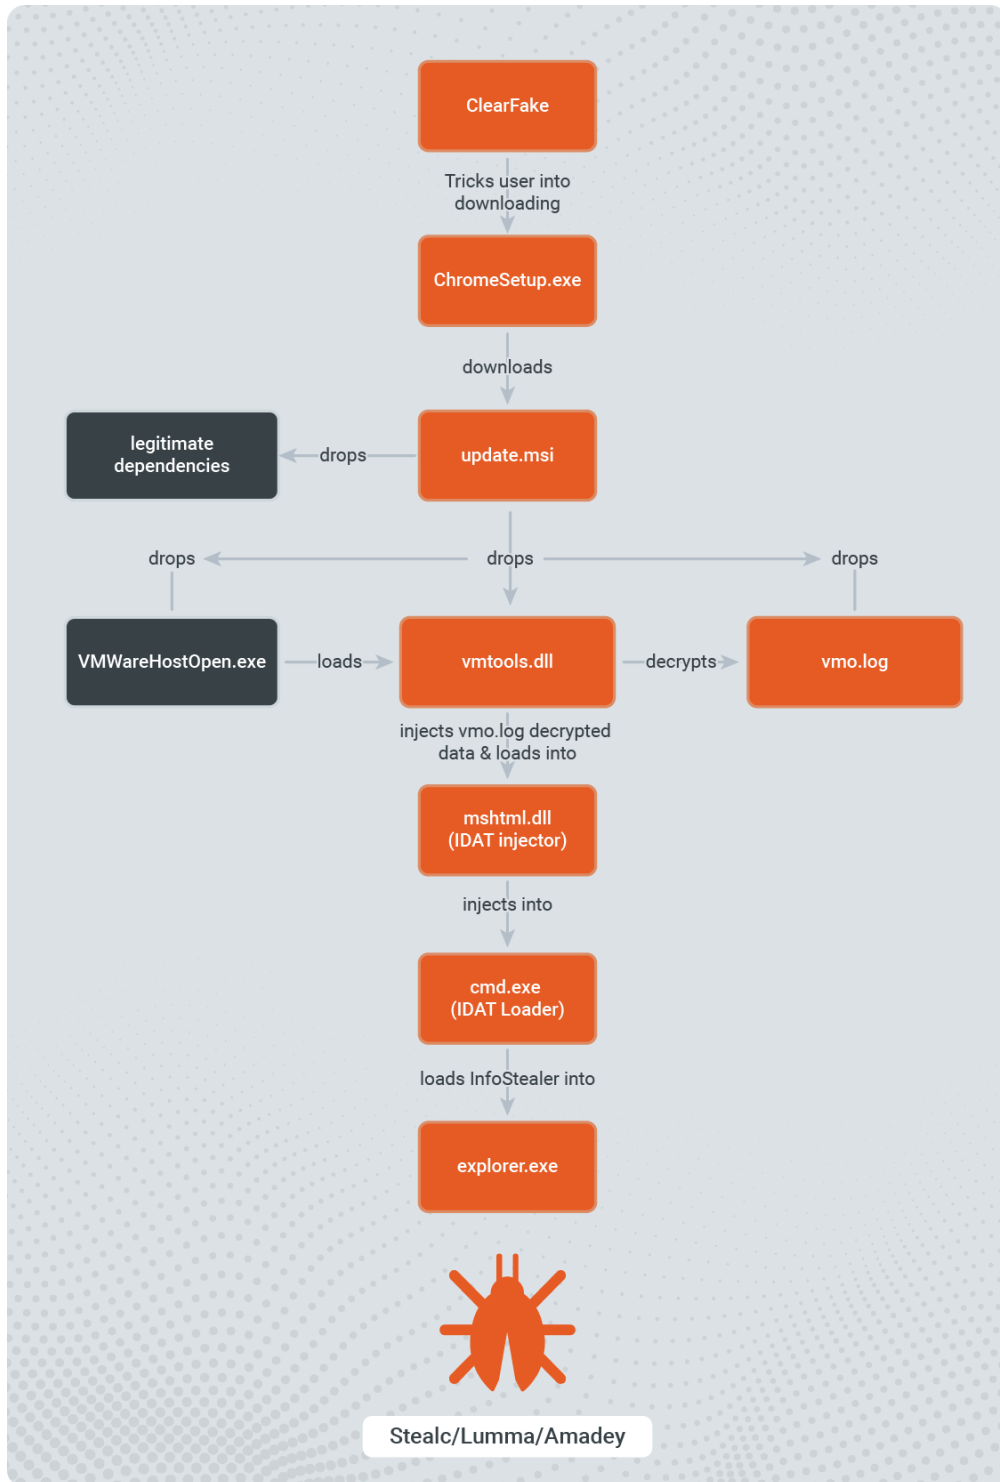 ClearFake
Tricks user into
downloading
ChromeSetup.exe
downloads
legitimate
dependencies
drops
update.msi
drops
drops
drops
VMWareHostOpen.exe
loads
vmtools.dll
decrypts
vmo.log
injects vmo.log decrypted
data & loads into
mshtml.dll
(IDAT injector)
injects into
cmd.exe
(IDAT Loader)
loads InfoStealer into
explorer.exe
Stealc/Lumma/Amadey